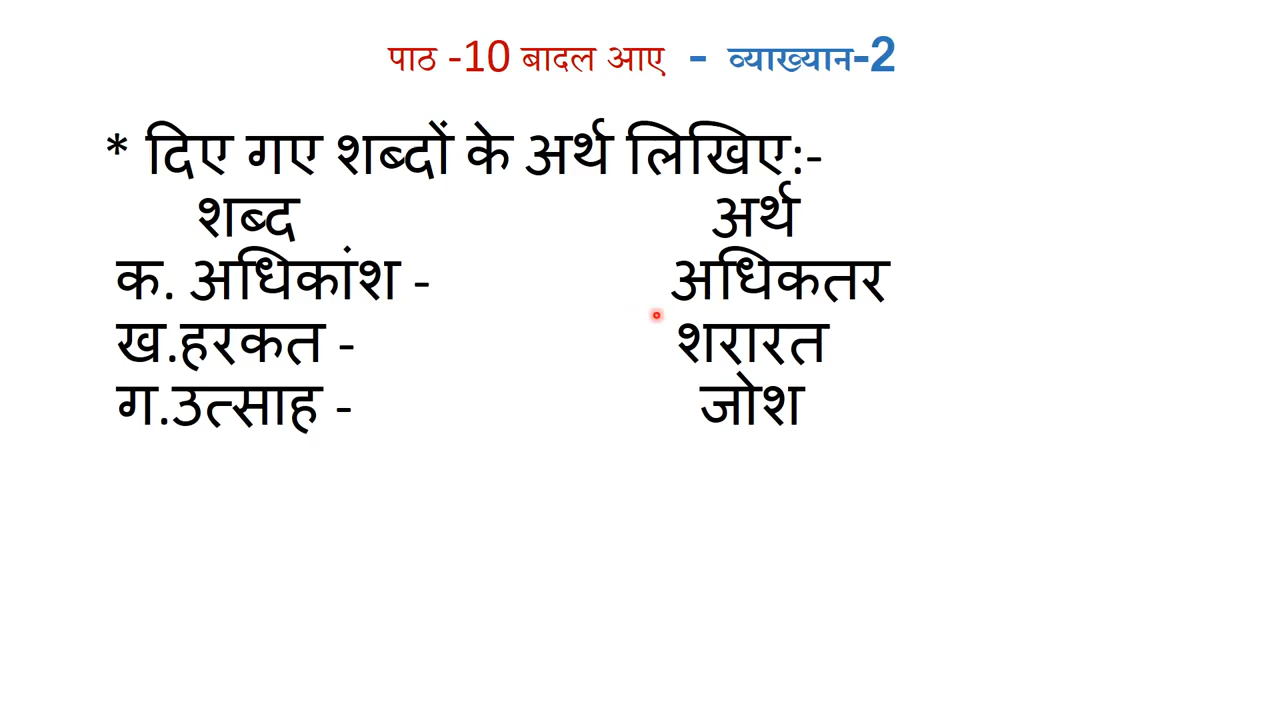 पाठ -10 बादल आए - व्याख्यान-2
* दिए गए शब्दों के अर्थ लिखिए:-
शब्द अर्थ
क. अधिकांश - अधिकतर
ख.हरकत - शरारत
ग.उत्साह - जोश